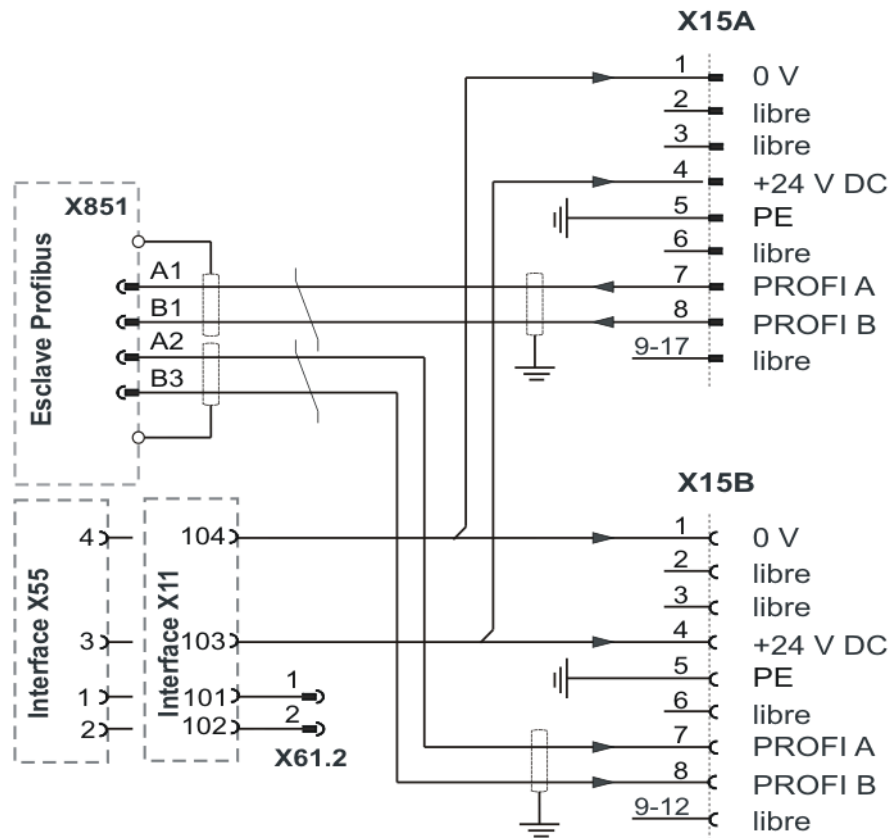 X15A
1 0 V
2 libre
3 libre
4 +24 V DC
5 PE
6 libre
7 PROFI A
8 PROFI B
9-17 libre
X851
Esclave Profibus
A1
B1
A2
B3
X15B
1 0 V
2 libre
3 libre
4 +24 V DC
5 PE
6 libre
7 PROFI A
8 PROFI B
9-12 libre
Interface X55
4
3
1
2
Interface X11
104
103
101
102
1
2
X61.2